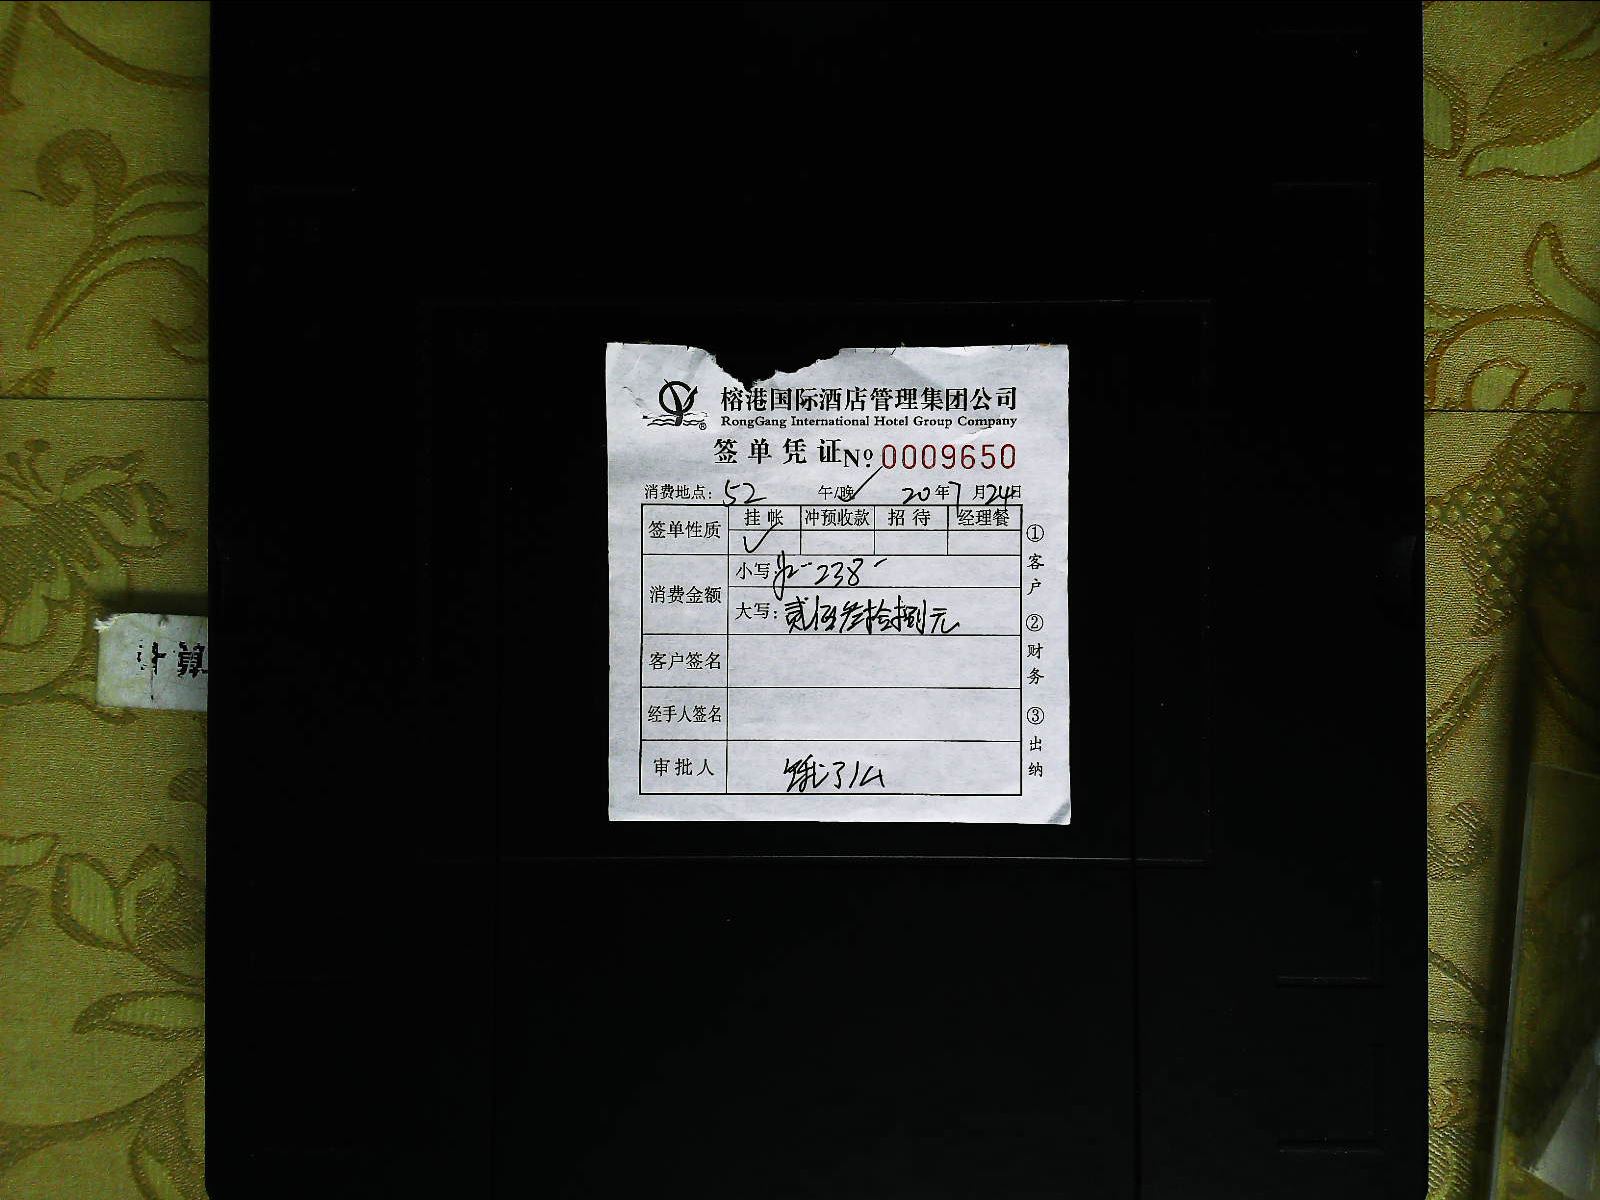 榕港国际酒店管理集团公司
RongGang International Hotel Group Company
签单凭证 Nº 0009650
消费地点：52 午/晚 20年7月24日
签单性质 挂帐 冲预收款 招待 经理餐
消费金额 小写： 238
大写：贰佰叁拾捌元
客户签名
经手人签名
审批人
① 客户 ② 财务 ③ 出纳
计算